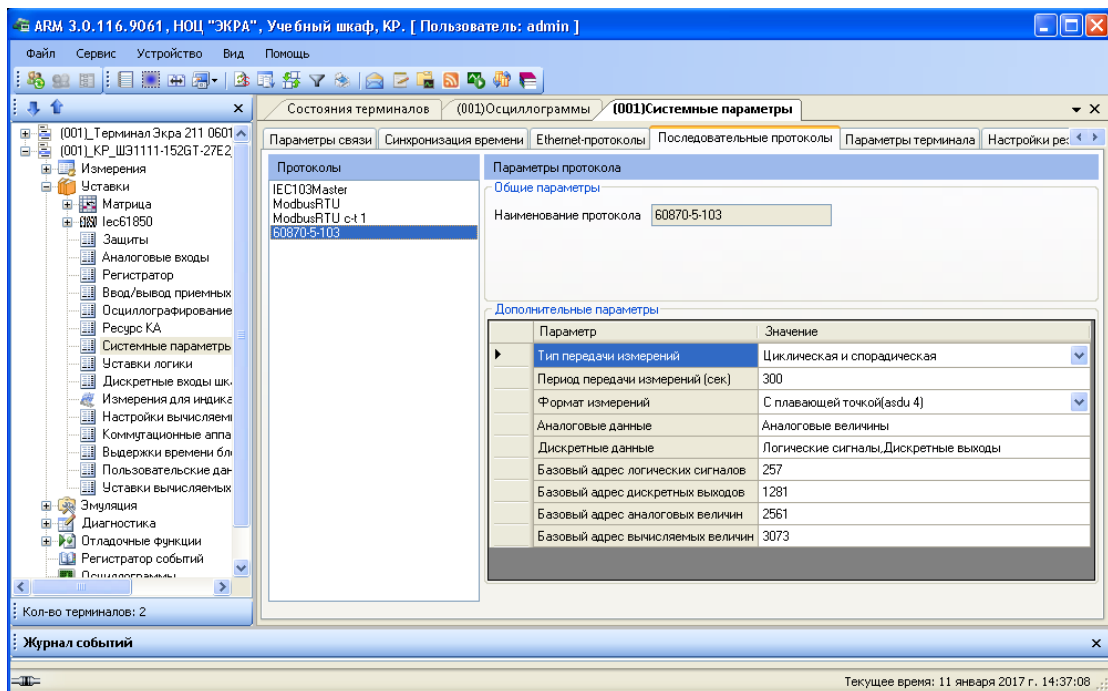 ARM 3.0.116.9061, НОЦ "ЭКРА", Учебный шкаф, КР. [ Пользователь: admin ]
Файл Сервис Устройство Вид Помощь
Состояния терминалов (001)Осциллограммы (001)Системные параметры
Параметры связи Синхронизация времени Ethernet-протоколы Последовательные протоколы Параметры терминала Настройки рез
(001)_Терминал Экра 211 0601
(001)_КР_ШЭ1111-152GT-27E2
Измерения
Уставки
Матрица
Iec61850
Защиты
Аналоговые входы
Регистратор
Ввод/вывод приемных
Осциллографирование
Ресурс КА
Системные параметры
Уставки логики
Дискретные входы шк
Измерения для индика
Настройки вычисляем
Коммутационные аппа
Выдержки времени бл
Пользовательские дан
Уставки вычисляемых
Эмуляция
Диагностика
Отладочные функции
Регистратор событий
Осциллограммы
Кол-во терминалов: 2
Протоколы
IEC103Master
ModbusRTU
ModbusRTU c-t 1
60870-5-103
Параметры протокола
Общие параметры
Наименование протокола 60870-5-103
Дополнительные параметры
Параметр Значение
Тип передачи измерений Циклическая и спорадическая
Период передачи измерений (сек) 300
Формат измерений С плавающей точкой(asdu 4)
Аналоговые данные Аналоговые величины
Дискретные данные Логические сигналы,Дискретные выходы
Базовый адрес логических сигналов 257
Базовый адрес дискретных выходов 1281
Базовый адрес аналоговых величин 2561
Базовый адрес вычисляемых величин 3073
Журнал событий
Текущее время: 11 января 2017 г. 14:37:08